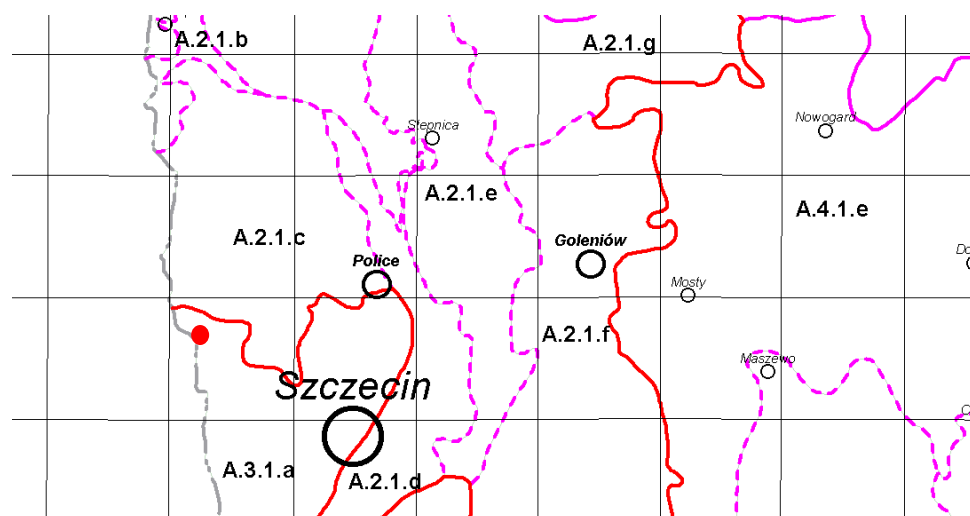 A.2.1.b
A.2.1.g
Stepnica
Nowogard
A.2.1.e
A.4.1.e
A.2.1.c
Goleniów
Police
Do
Mosty
A.2.1.f
Maszewo
Szczecin
A.3.1.a
A.2.1.d